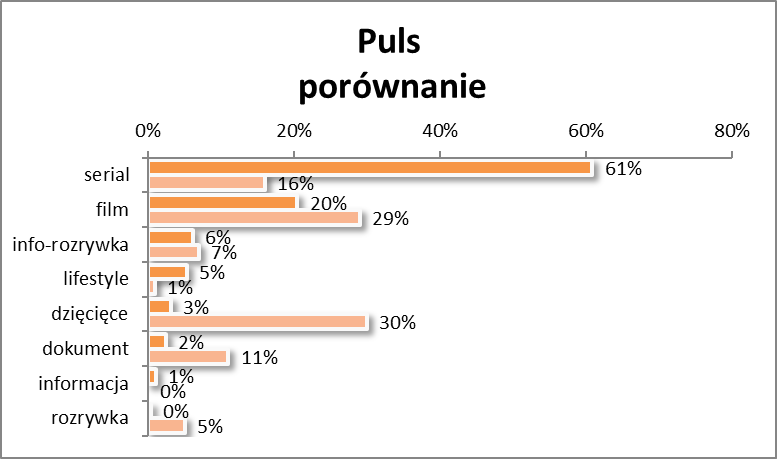 Puls
porównanie
0% 20% 40% 60% 80%
serial 61%
16%
film 20%
29%
info-rozrywka 6%
7%
lifestyle 5%
1%
dzięcięce 3%
30%
dokument 2%
11%
informacja 1%
0%
rozrywka 0%
5%